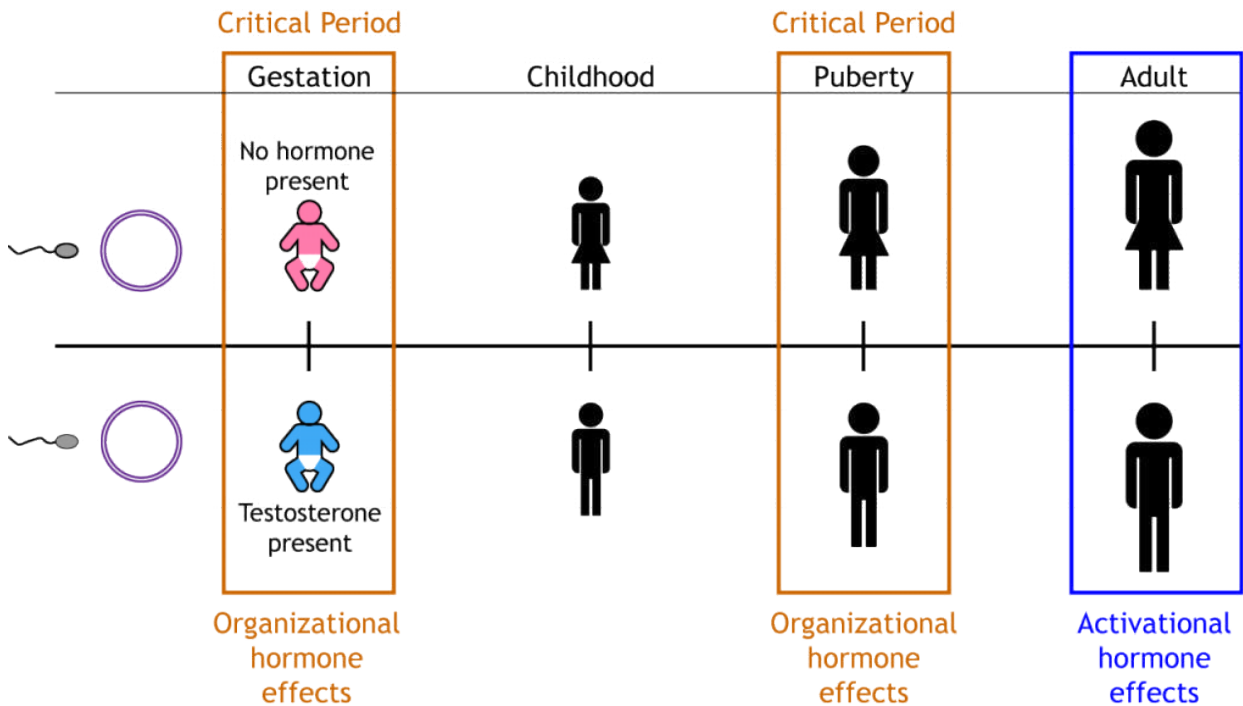 Critical Period
Critical Period
Gestation
Childhood
Puberty
Adult
No hormone
present
Testosterone
present
Organizational
hormone
effects
Organizational
hormone
effects
Activational
hormone
effects